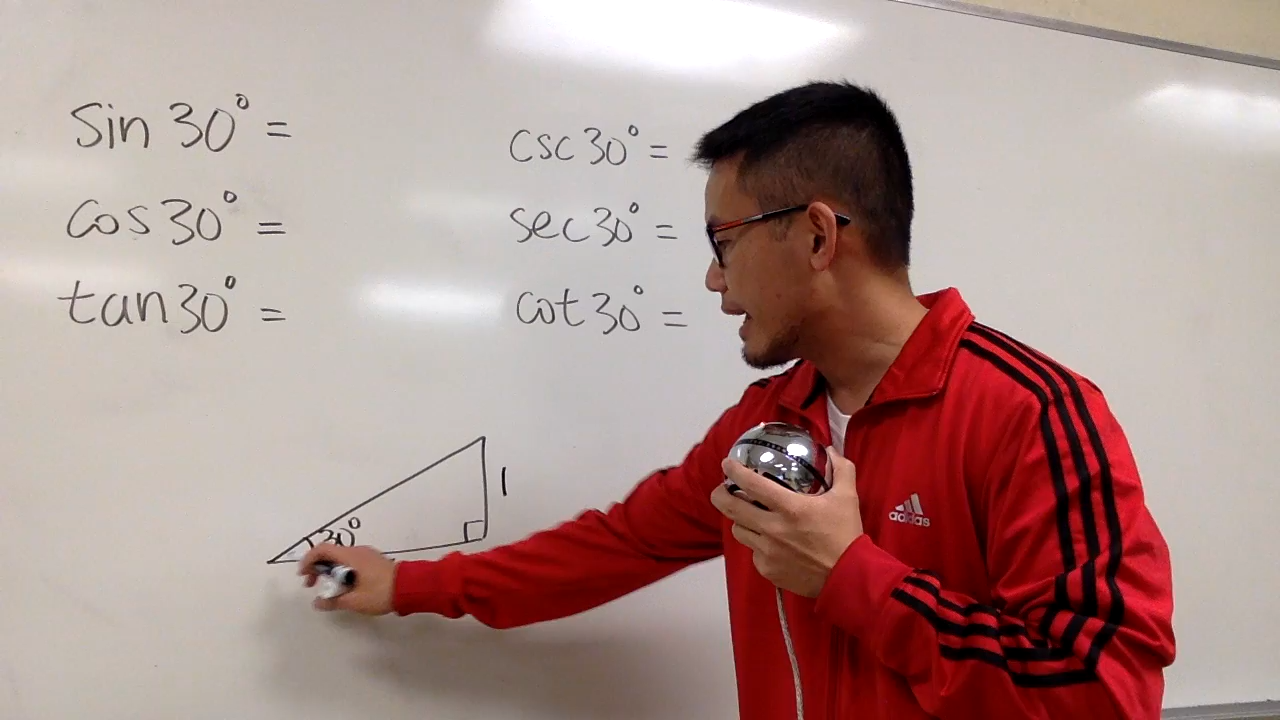 sin 30° =
cos 30° =
tan 30° =
csc 30° =
sec 30° =
cot 30° =
30°
1
adidas